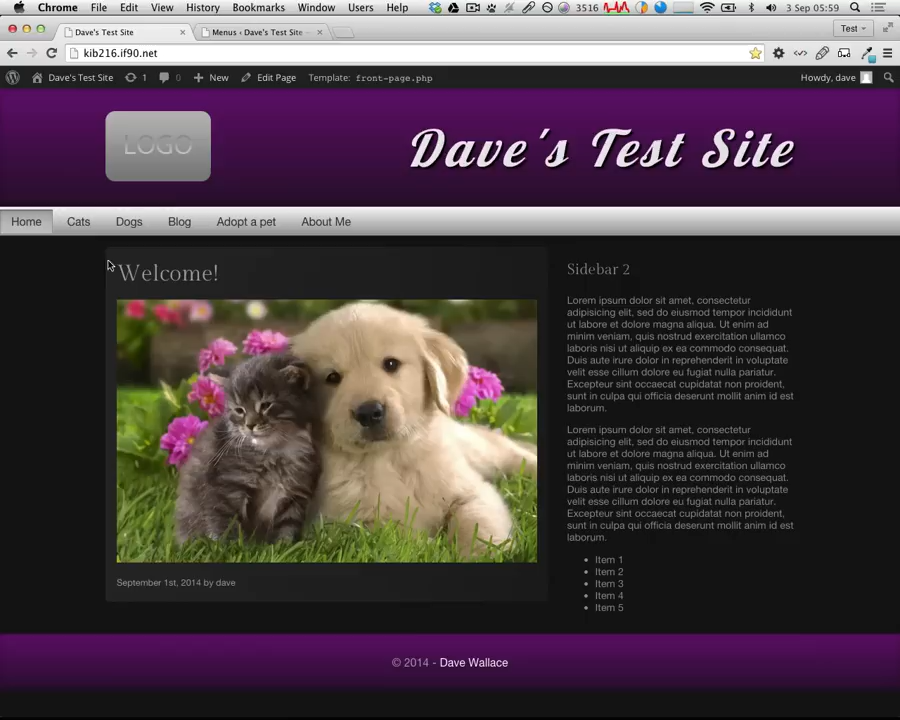 Chrome File Edit View History Bookmarks Window Users Help 3516 3 Sep 05:59
Dave's Test Site Menus ‹ Dave's Test Site — Test
kib216.if90.net
Dave's Test Site 1 0 New Edit Page Template: front-page.php Howdy, dave
LOGO
Dave's Test Site
Home Cats Dogs Blog Adopt a pet About Me
Welcome!
September 1st, 2014 by dave
Sidebar 2
Lorem ipsum dolor sit amet, consectetur
adipisicing elit, sed do eiusmod tempor incididunt
ut labore et dolore magna aliqua. Ut enim ad
minim veniam, quis nostrud exercitation ullamco
laboris nisi ut aliquip ex ea commodo consequat.
Duis aute irure dolor in reprehenderit in voluptate
velit esse cillum dolore eu fugiat nulla pariatur.
Excepteur sint occaecat cupidatat non proident,
sunt in culpa qui officia deserunt mollit anim id est
laborum.
Lorem ipsum dolor sit amet, consectetur
adipisicing elit, sed do eiusmod tempor incididunt
ut labore et dolore magna aliqua. Ut enim ad
minim veniam, quis nostrud exercitation ullamco
laboris nisi ut aliquip ex ea commodo consequat.
Duis aute irure dolor in reprehenderit in voluptate
velit esse cillum dolore eu fugiat nulla pariatur.
Excepteur sint occaecat cupidatat non proident,
sunt in culpa qui officia deserunt mollit anim id est
laborum.
Item 1
Item 2
Item 3
Item 4
Item 5
© 2014 - Dave Wallace